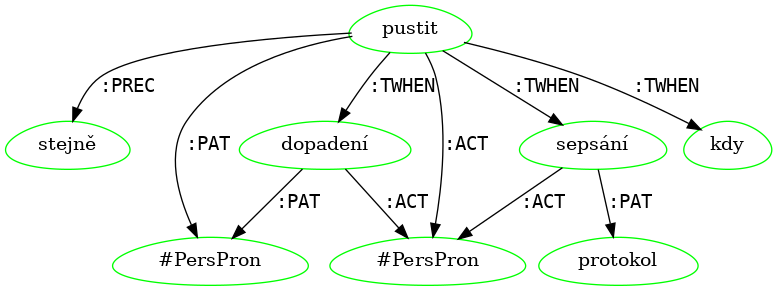 pustit
:PREC
:TWHEN
:TWHEN
:TWHEN
stejně
:PAT
dopadení
:ACT
sepsání
kdy
:PAT
:ACT
:ACT
:PAT
#PersPron
#PersPron
protokol